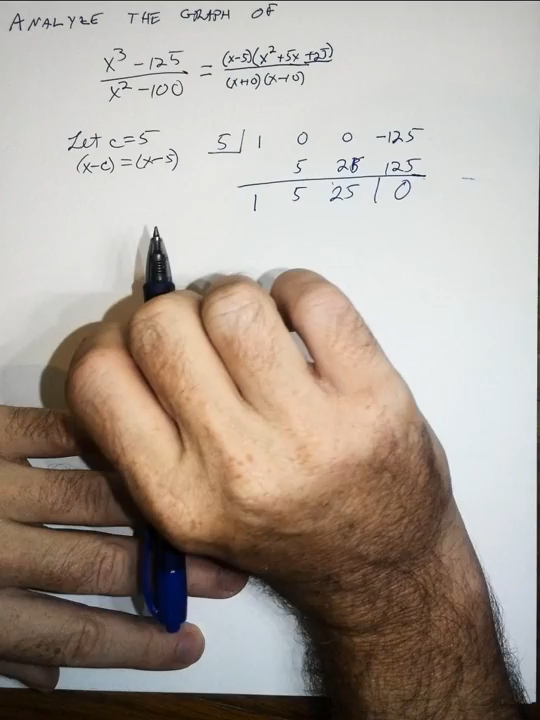 ANALYZE THE GRAPH OF
x³ - 125 / x² - 100 = (x-5)(x²+5x+25) / (x+10)(x-10)
Let c=5
(x-c) = (x-5)
5 | 1 0 0 -125
5 25 125
1 5 25 | 0